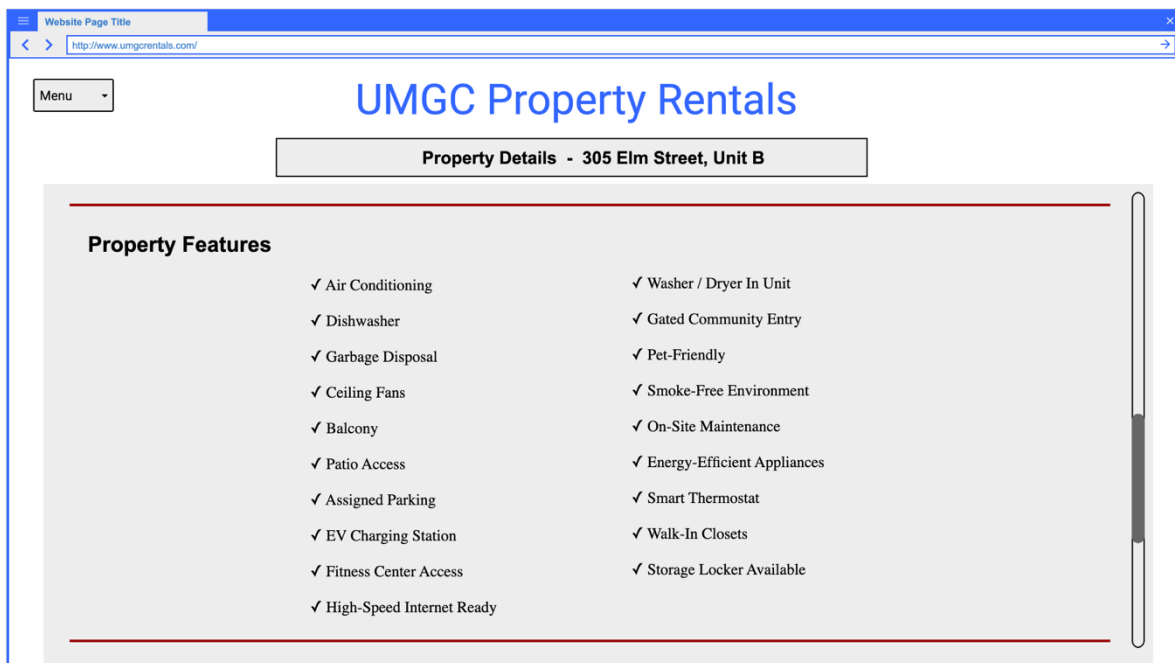 Website Page Title
http://www.umgcrentals.com/
Menu
UMGC Property Rentals
Property Details - 305 Elm Street, Unit B
Property Features
✓ Air Conditioning
✓ Dishwasher
✓ Garbage Disposal
✓ Ceiling Fans
✓ Balcony
✓ Patio Access
✓ Assigned Parking
✓ EV Charging Station
✓ Fitness Center Access
✓ High-Speed Internet Ready
✓ Washer / Dryer In Unit
✓ Gated Community Entry
✓ Pet-Friendly
✓ Smoke-Free Environment
✓ On-Site Maintenance
✓ Energy-Efficient Appliances
✓ Smart Thermostat
✓ Walk-In Closets
✓ Storage Locker Available